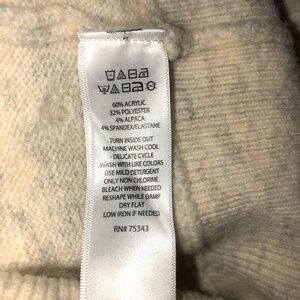 60% ACRYLIC
32% POLYESTER
4% ALPACA
4% SPANDEX/ELASTANE
TURN INSIDE OUT
MACHINE WASH COOL
- DELICATE CYCLE
WASH WITH LIKE COLORS
USE MILD DETERGENT
ONLY NON CHLORINE
BLEACH WHEN NEEDED
RESHAPE WHILE DAMP
DRY FLAT
LOW IRON IF NEEDED
RN# 75343